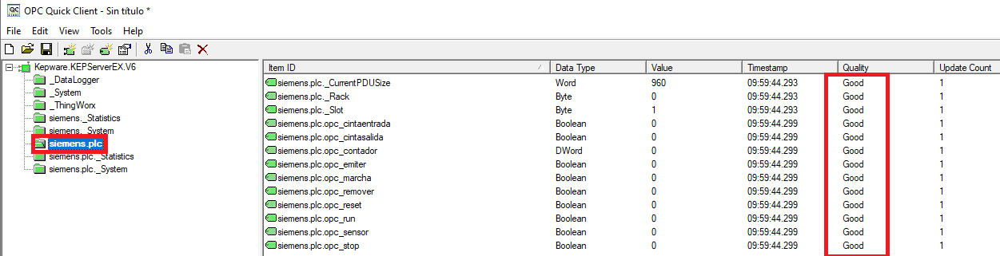 OPC Quick Client - Sin título *
File Edit View Tools Help
Kepware.KEPServerEX.V6
_DataLogger
_System
_ThingWorx
siemens._Statistics
siemens._System
siemens.plc
siemens.plc._Statistics
siemens.plc._System
Item ID Data Type Value Timestamp Quality Update Count
siemens.plc._CurrentPDUSize Word 960 09:59:44.293 Good 1
siemens.plc._Rack Byte 0 09:59:44.293 Good 1
siemens.plc._Slot Byte 1 09:59:44.293 Good 1
siemens.plc.opc_cintaentrada Boolean 0 09:59:44.299 Good 1
siemens.plc.opc_cintasalida Boolean 0 09:59:44.299 Good 1
siemens.plc.opc_contador DWord 0 09:59:44.299 Good 1
siemens.plc.opc_emiter Boolean 0 09:59:44.299 Good 1
siemens.plc.opc_marcha Boolean 0 09:59:44.299 Good 1
siemens.plc.opc_remover Boolean 0 09:59:44.299 Good 1
siemens.plc.opc_reset Boolean 0 09:59:44.299 Good 1
siemens.plc.opc_run Boolean 0 09:59:44.299 Good 1
siemens.plc.opc_sensor Boolean 0 09:59:44.299 Good 1
siemens.plc.opc_stop Boolean 0 09:59:44.299 Good 1